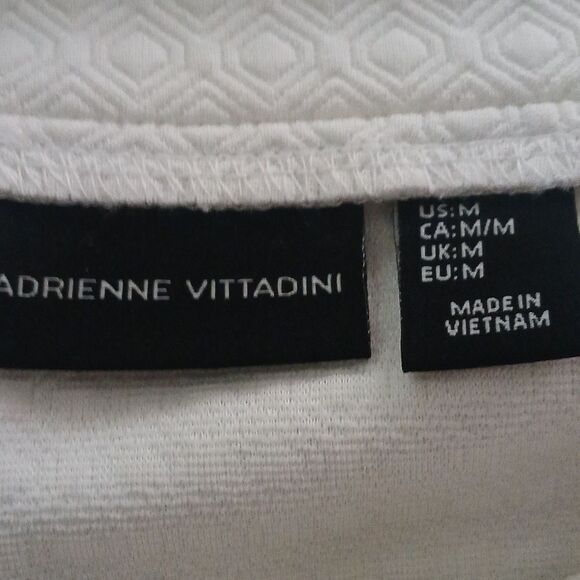 ADRIENNE VITTADINI
US: M
CA: M/M
UK: M
EU: M
MADE IN
VIETNAM